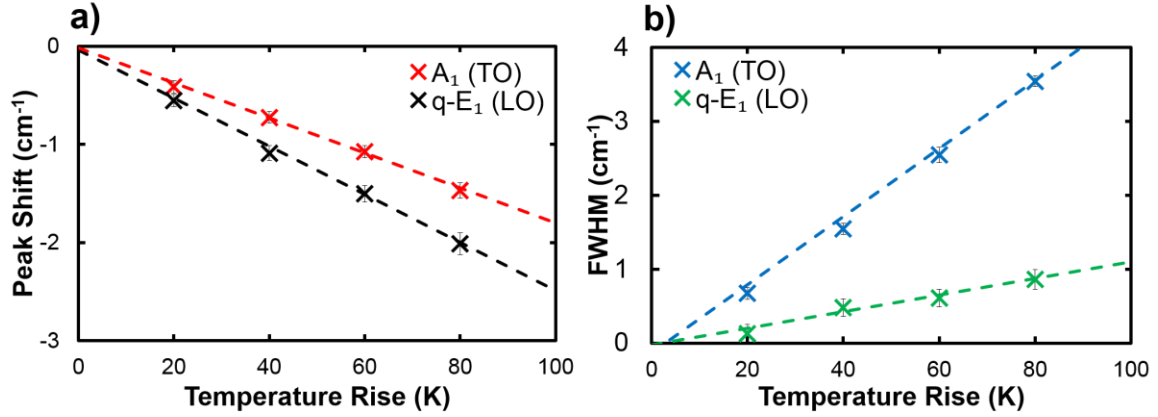 a)
Peak Shift (cm⁻¹)
0
-1
-2
-3
A₁ (TO)
q-E₁ (LO)
0 20 40 60 80 100
Temperature Rise (K)
b)
FWHM (cm⁻¹)
4
3
2
1
0
A₁ (TO)
q-E₁ (LO)
0 20 40 60 80 100
Temperature Rise (K)